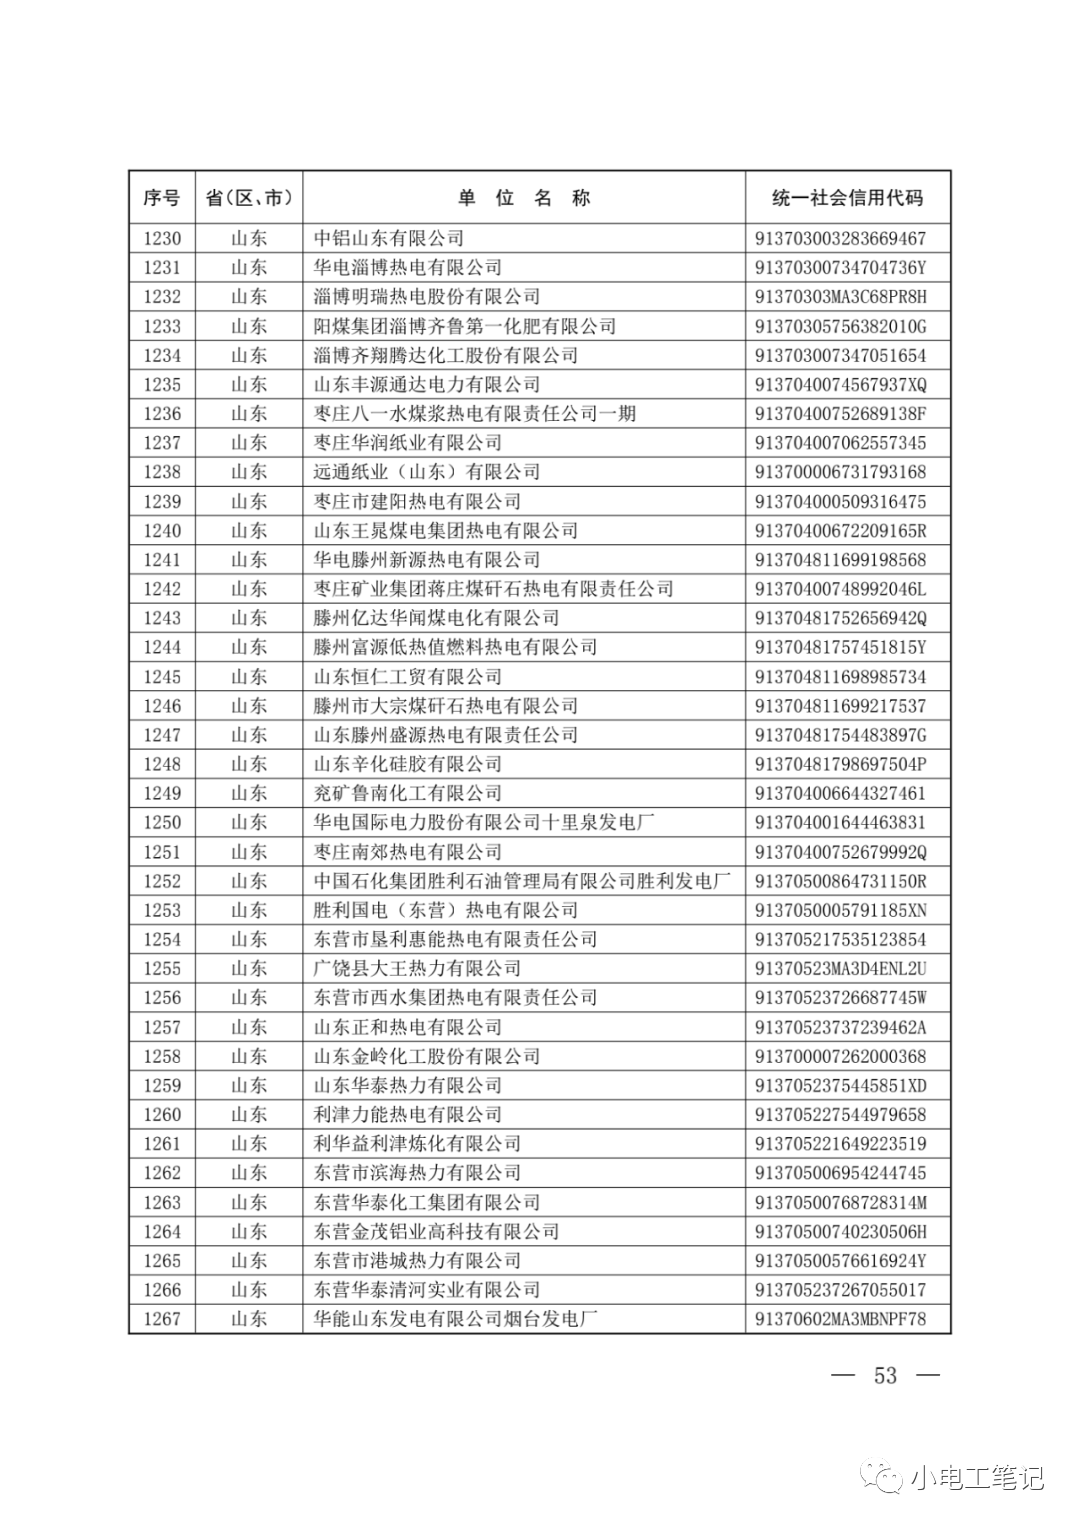 序号 省(区、市) 单 位 名 称 统一社会信用代码
1230 山东 中铝山东有限公司 913703003283669467
1231 山东 华电淄博热电有限公司 91370300734704736Y
1232 山东 淄博明瑞热电股份有限公司 91370303MA3C68PR8H
1233 山东 阳煤集团淄博齐鲁第一化肥有限公司 91370305756382010G
1234 山东 淄博齐翔腾达化工股份有限公司 913703007347051654
1235 山东 山东丰源通达电力有限公司 9137040074567937XQ
1236 山东 枣庄八一水煤浆热电有限责任公司一期 91370400752689138F
1237 山东 枣庄华润纸业有限公司 913704007062557345
1238 山东 远通纸业（山东）有限公司 913700006731793168
1239 山东 枣庄市建阳热电有限公司 913704000509316475
1240 山东 山东王晁煤电集团热电有限公司 91370400672209165R
1241 山东 华电滕州新源热电有限公司 913704811699198568
1242 山东 枣庄矿业集团蒋庄煤矸石热电有限责任公司 91370400748992046L
1243 山东 滕州亿达华闻煤电化有限公司 91370481752656942Q
1244 山东 滕州富源低热值燃料热电有限公司 91370481757451815Y
1245 山东 山东恒仁工贸有限公司 913704811698985734
1246 山东 滕州市大宗煤矸石热电有限公司 913704811699217537
1247 山东 山东滕州盛源热电有限责任公司 91370481754483897G
1248 山东 山东辛化硅胶有限公司 91370481798697504P
1249 山东 兖矿鲁南化工有限公司 913704006644327461
1250 山东 华电国际电力股份有限公司十里泉发电厂 913704001644463831
1251 山东 枣庄南郊热电有限公司 91370400752679992Q
1252 山东 中国石化集团胜利石油管理局有限公司胜利发电厂 91370500864731150R
1253 山东 胜利国电（东营）热电有限公司 9137050005791185XN
1254 山东 东营市垦利惠能热电有限责任公司 913705217535123854
1255 山东 广饶县大王热力有限公司 91370523MA3D4ENL2U
1256 山东 东营市西水集团热电有限责任公司 91370523726687745W
1257 山东 山东正和热电有限公司 91370523737239462A
1258 山东 山东金岭化工股份有限公司 913700007262000368
1259 山东 山东华泰热力有限公司 9137052375445851XD
1260 山东 利津力能热电有限公司 913705227544979658
1261 山东 利华益利津炼化有限公司 913705221649223519
1262 山东 东营市滨海热力有限公司 913705006954244745
1263 山东 东营华泰化工集团有限公司 91370500768728314M
1264 山东 东营金茂铝业高科技有限公司 91370500740230506H
1265 山东 东营市港城热力有限公司 91370500576616924Y
1266 山东 东营华泰清河实业有限公司 913705237267055017
1267 山东 华能山东发电有限公司烟台发电厂 91370602MA3MBNPF78
— 53 —
小电工笔记